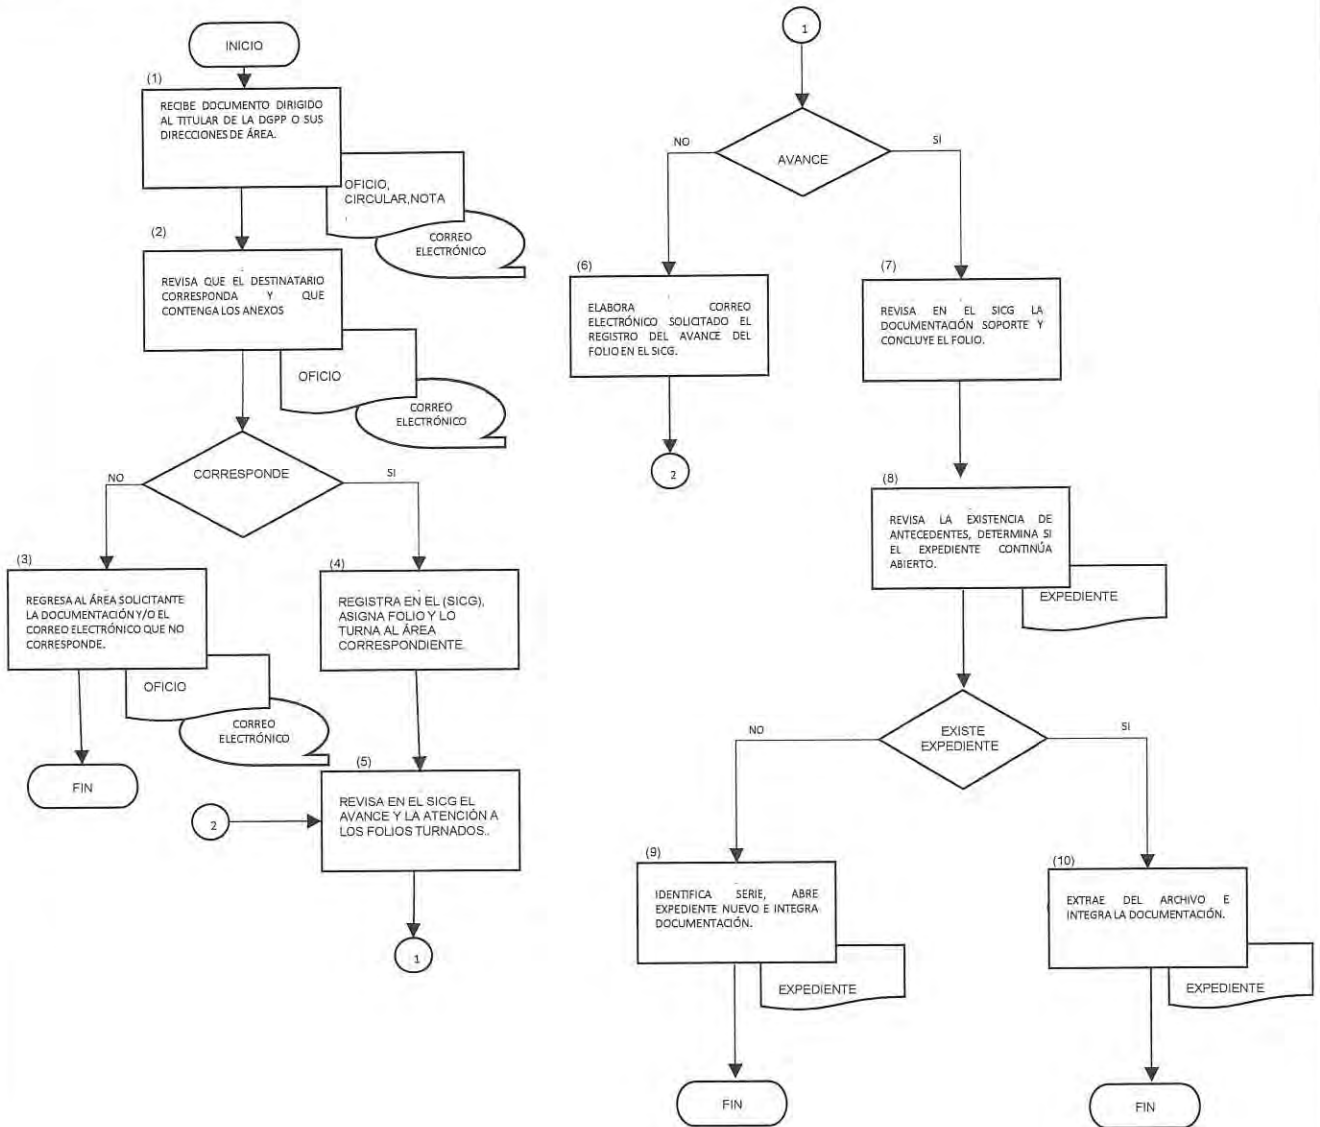 INICIO
(1)
RECIBE DOCUMENTO DIRIGIDO
AL TITULAR DE LA DGPP O SUS
DIRECCIONES DE ÁREA.
OFICIO,
CIRCULAR,NOTA
CORREO
ELECTRÓNICO
(2)
REVISA QUE EL DESTINATARIO
CORRESPONDA Y QUE
CONTENGA LOS ANEXOS
OFICIO
CORREO
ELECTRÓNICO
CORRESPONDE
NO
SI
(3)
REGRESA AL ÁREA SOLICITANTE
LA DOCUMENTACIÓN Y/O EL
CORREO ELECTRÓNICO QUE NO
CORRESPONDE.
OFICIO
CORREO
ELECTRÓNICO
FIN
(4)
REGISTRA EN EL (SICG),
ASIGNA FOLIO Y LO
TURNA AL ÁREA
CORRESPONDIENTE
(5)
REVISA EN EL SICG EL
AVANCE Y LA ATENCIÓN A
LOS FOLIOS TURNADOS..
2
1
1
AVANCE
NO
SI
(6)
ELABORA CORREO
ELECTRÓNICO SOLICITADO EL
REGISTRO DEL AVANCE DEL
FOLIO EN EL SICG.
2
(7)
REVISA EN EL SICG LA
DOCUMENTACIÓN SOPORTE Y
CONCLUYE EL FOLIO.
(8)
REVISA LA EXISTENCIA DE
ANTECEDENTES, DETERMINA SI
EL EXPEDIENTE CONTINÚA
ABIERTO.
EXPEDIENTE
EXISTE
EXPEDIENTE
NO
SI
(9)
IDENTIFICA SERIE, ABRE
EXPEDIENTE NUEVO E INTEGRA
DOCUMENTACIÓN.
EXPEDIENTE
FIN
(10)
EXTRAE DEL ARCHIVO E
INTEGRA LA DOCUMENTACIÓN.
EXPEDIENTE
FIN